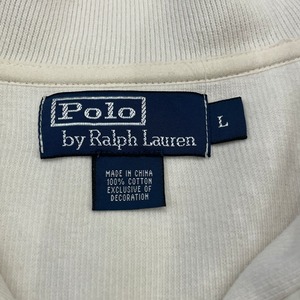 Polo
by Ralph Lauren
L
MADE IN CHINA
100% COTTON
EXCLUSIVE OF
DECORATION